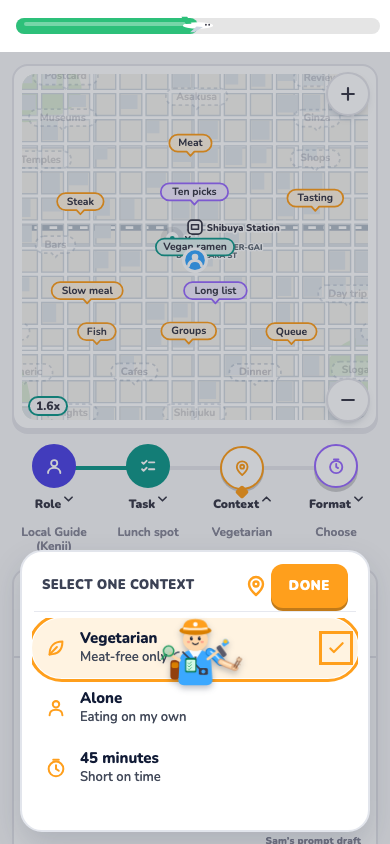 Postcard
Asakusa
Museums
Ginza
Meat
Temples
Shops
Ten picks
Steak
Tasting
Shibuya Station
Bars
Vegan ramen
Slow meal
Long list
Day trip
Fish
Groups
Queue
Cafes
Dinner
1.6x
Shinjuku
Role
Task
Context
Format
Local Guide
(Kenji)
Lunch spot
Vegetarian
Choose
SELECT ONE CONTEXT
DONE
Vegetarian
Meat-free only
Alone
Eating on my own
45 minutes
Short on time
Sam's prompt draft